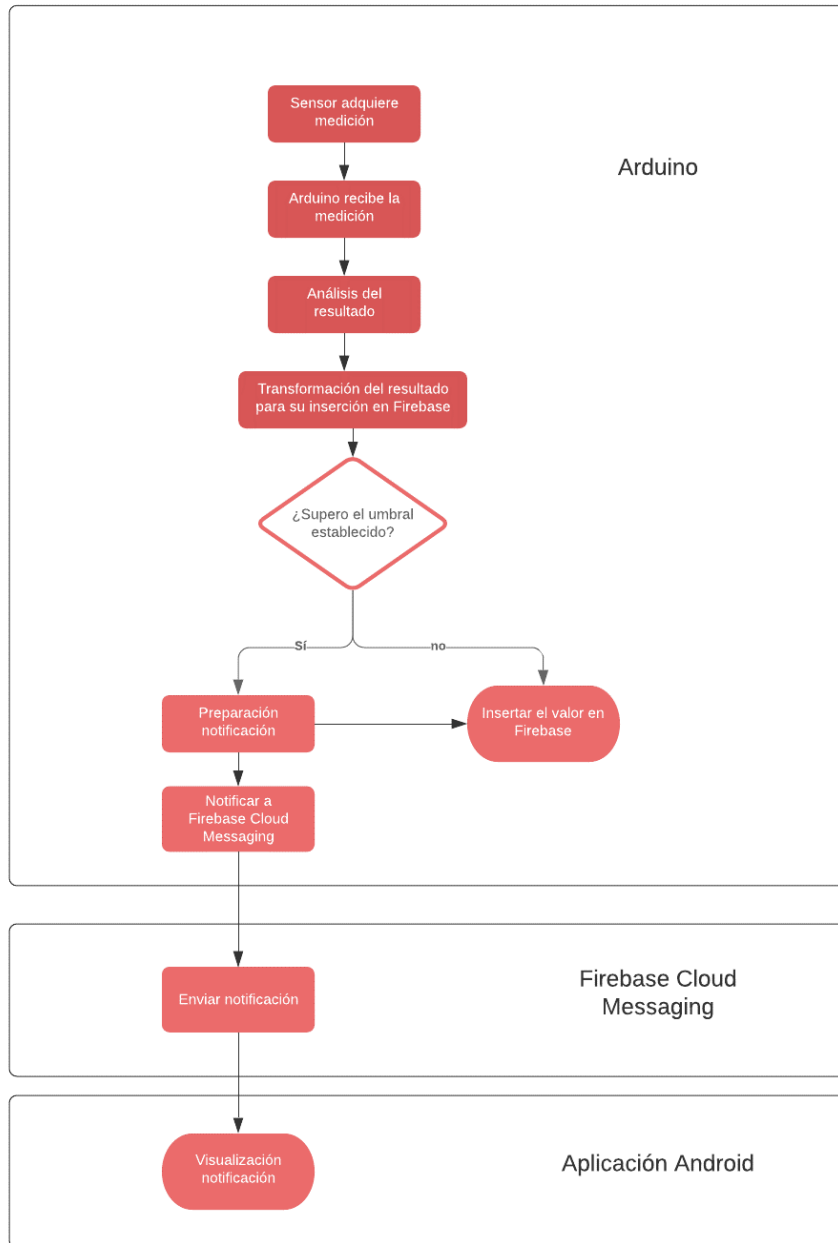 Sensor adquiere
medición
Arduino
Arduino recibe la
medición
Análisis del
resultado
Transformación del resultado
para su inserción en Firebase
¿Supero el umbral
establecido?
Sí
no
Preparación
notificación
Insertar el valor en
Firebase
Notificar a
Firebase Cloud
Messaging
Firebase Cloud
Messaging
Enviar notificación
Visualización
notificación
Aplicación Android